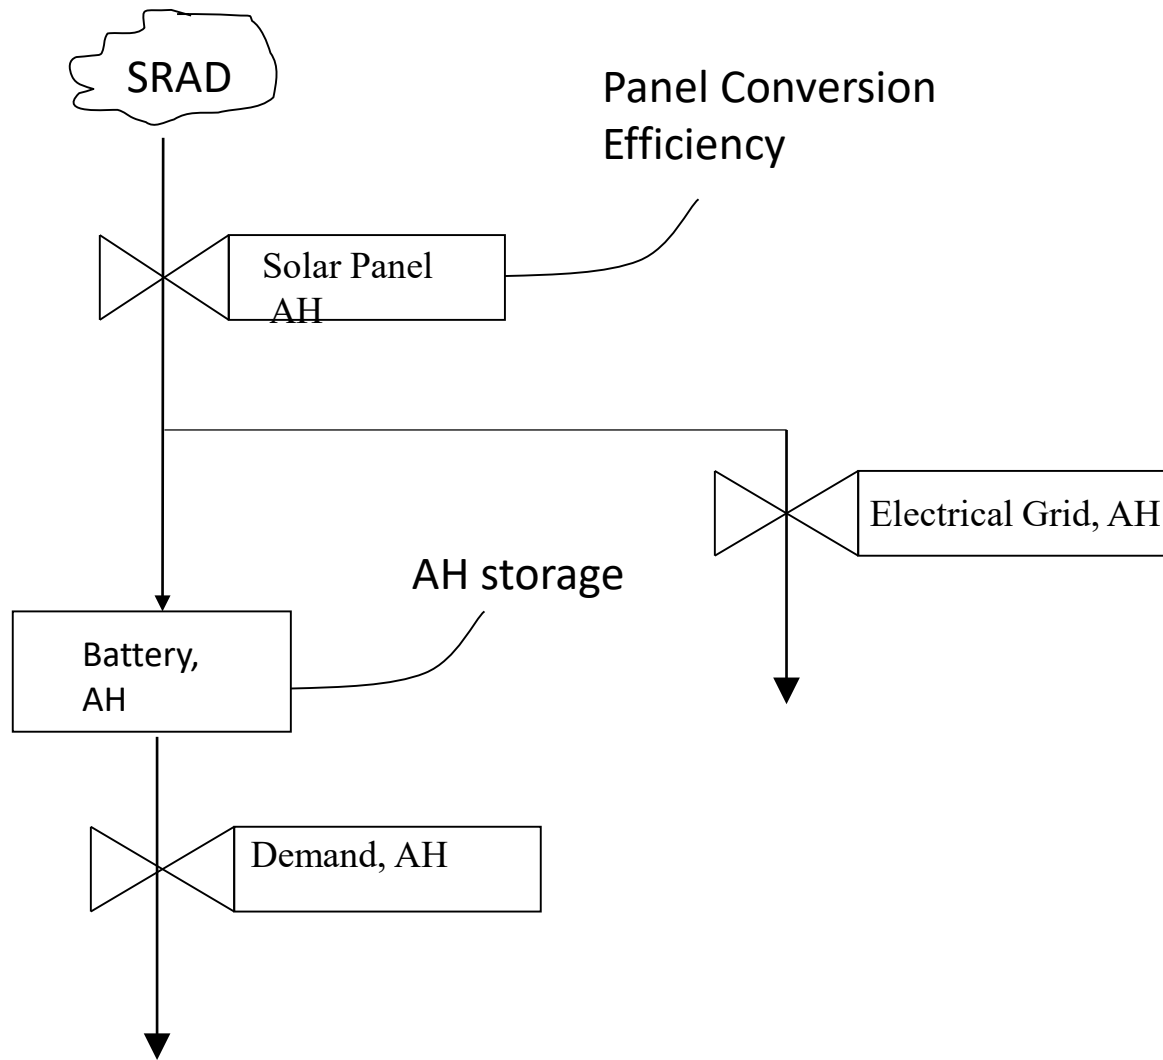 SRAD
Panel Conversion
Efficiency
Solar Panel
AH
Electrical Grid, AH
AH storage
Battery,
AH
Demand, AH